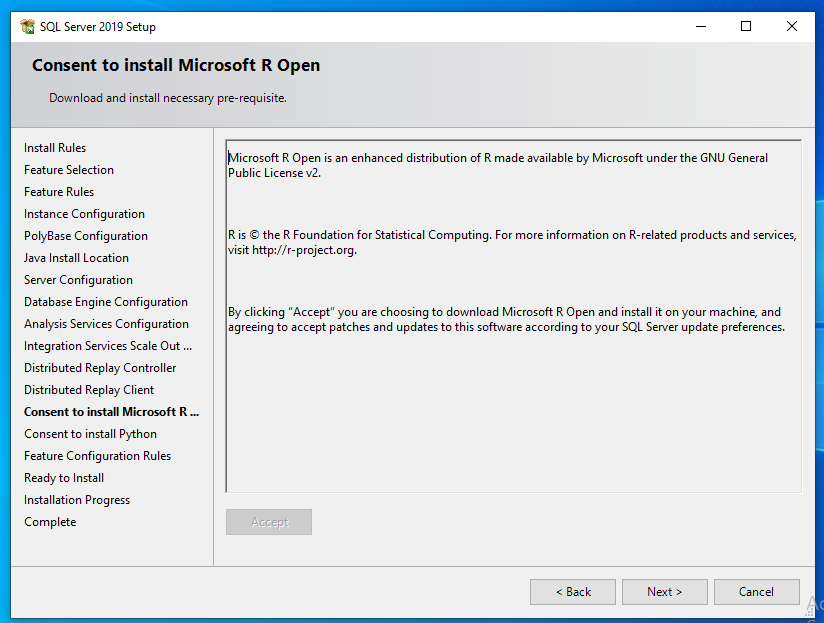 SQL Server 2019 Setup
Consent to install Microsoft R Open
Download and install necessary pre-requisite.
Install Rules
Feature Selection
Feature Rules
Instance Configuration
PolyBase Configuration
Java Install Location
Server Configuration
Database Engine Configuration
Analysis Services Configuration
Integration Services Scale Out ...
Distributed Replay Controller
Distributed Replay Client
Consent to install Microsoft R ...
Consent to install Python
Feature Configuration Rules
Ready to Install
Installation Progress
Complete
Microsoft R Open is an enhanced distribution of R made available by Microsoft under the GNU General
Public License v2.
R is © the R Foundation for Statistical Computing. For more information on R-related products and services,
visit http://r-project.org.
By clicking “Accept” you are choosing to download Microsoft R Open and install it on your machine, and
agreeing to accept patches and updates to this software according to your SQL Server update preferences.
Accept
< Back
Next >
Cancel